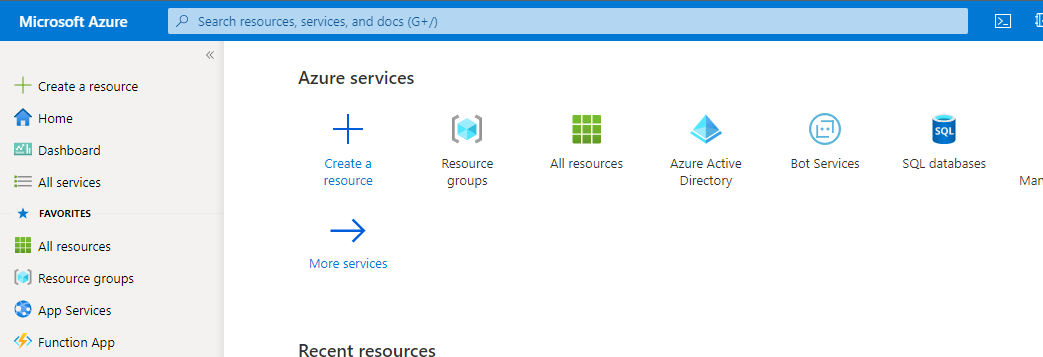 Microsoft Azure
Search resources, services, and docs (G+/)
Create a resource
Home
Dashboard
All services
FAVORITES
All resources
Resource groups
App Services
Function App
Azure services
Create a
resource
Resource
groups
All resources
Azure Active
Directory
Bot Services
SQL
SQL databases
Man
More services
Recent resources